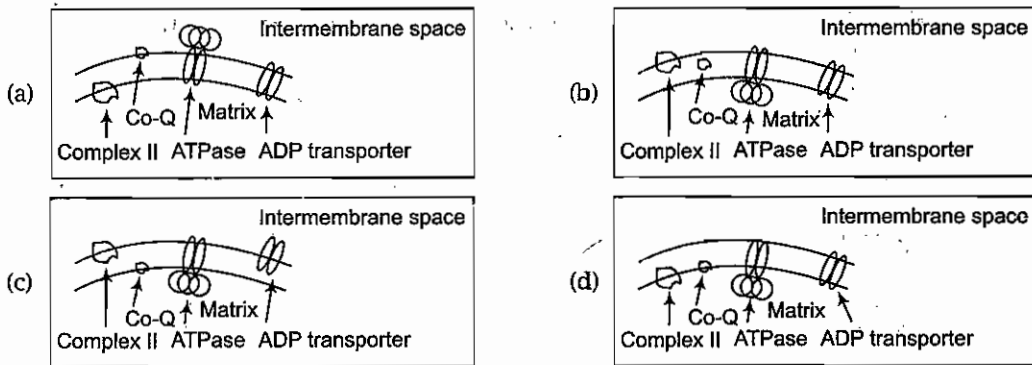 (a)
Intermembrane space
Co-Q
Matrix
Complex II ATPase ADP transporter
(b)
Intermembrane space
Co-Q
Matrix
Complex II ATPase ADP transporter
(c)
Intermembrane space
Co-Q
Matrix
Complex II ATPase ADP transporter
(d)
Intermembrane space
Co-Q
Matrix
Complex II ATPase ADP transporter